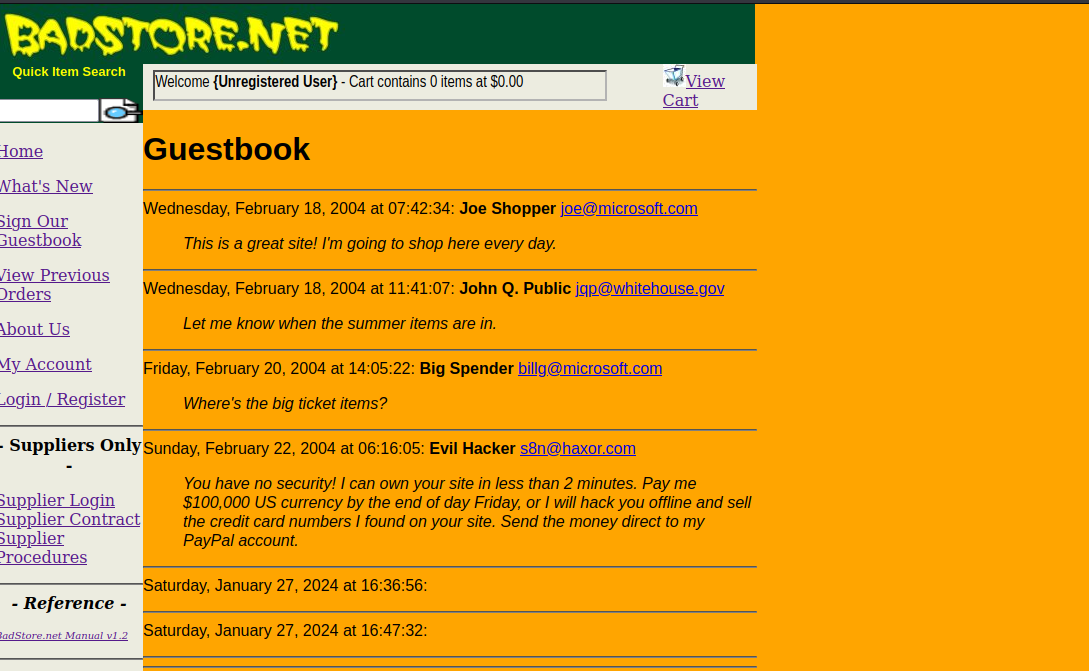 BADSTORE.NET
Quick Item Search
Welcome {Unregistered User} - Cart contains 0 items at $0.00
View
Cart
Home
What's New
Sign Our
Guestbook
View Previous
Orders
About Us
My Account
Login / Register
- Suppliers Only
-
Supplier Login
Supplier Contract
Supplier
Procedures
- Reference -
BadStore.net Manual v1.2
Guestbook
Wednesday, February 18, 2004 at 07:42:34: Joe Shopper joe@microsoft.com
This is a great site! I'm going to shop here every day.
Wednesday, February 18, 2004 at 11:41:07: John Q. Public jqp@whitehouse.gov
Let me know when the summer items are in.
Friday, February 20, 2004 at 14:05:22: Big Spender billg@microsoft.com
Where's the big ticket items?
Sunday, February 22, 2004 at 06:16:05: Evil Hacker s8n@haxor.com
You have no security! I can own your site in less than 2 minutes. Pay me
$100,000 US currency by the end of day Friday, or I will hack you offline and sell
the credit card numbers I found on your site. Send the money direct to my
PayPal account.
Saturday, January 27, 2024 at 16:36:56:
Saturday, January 27, 2024 at 16:47:32: